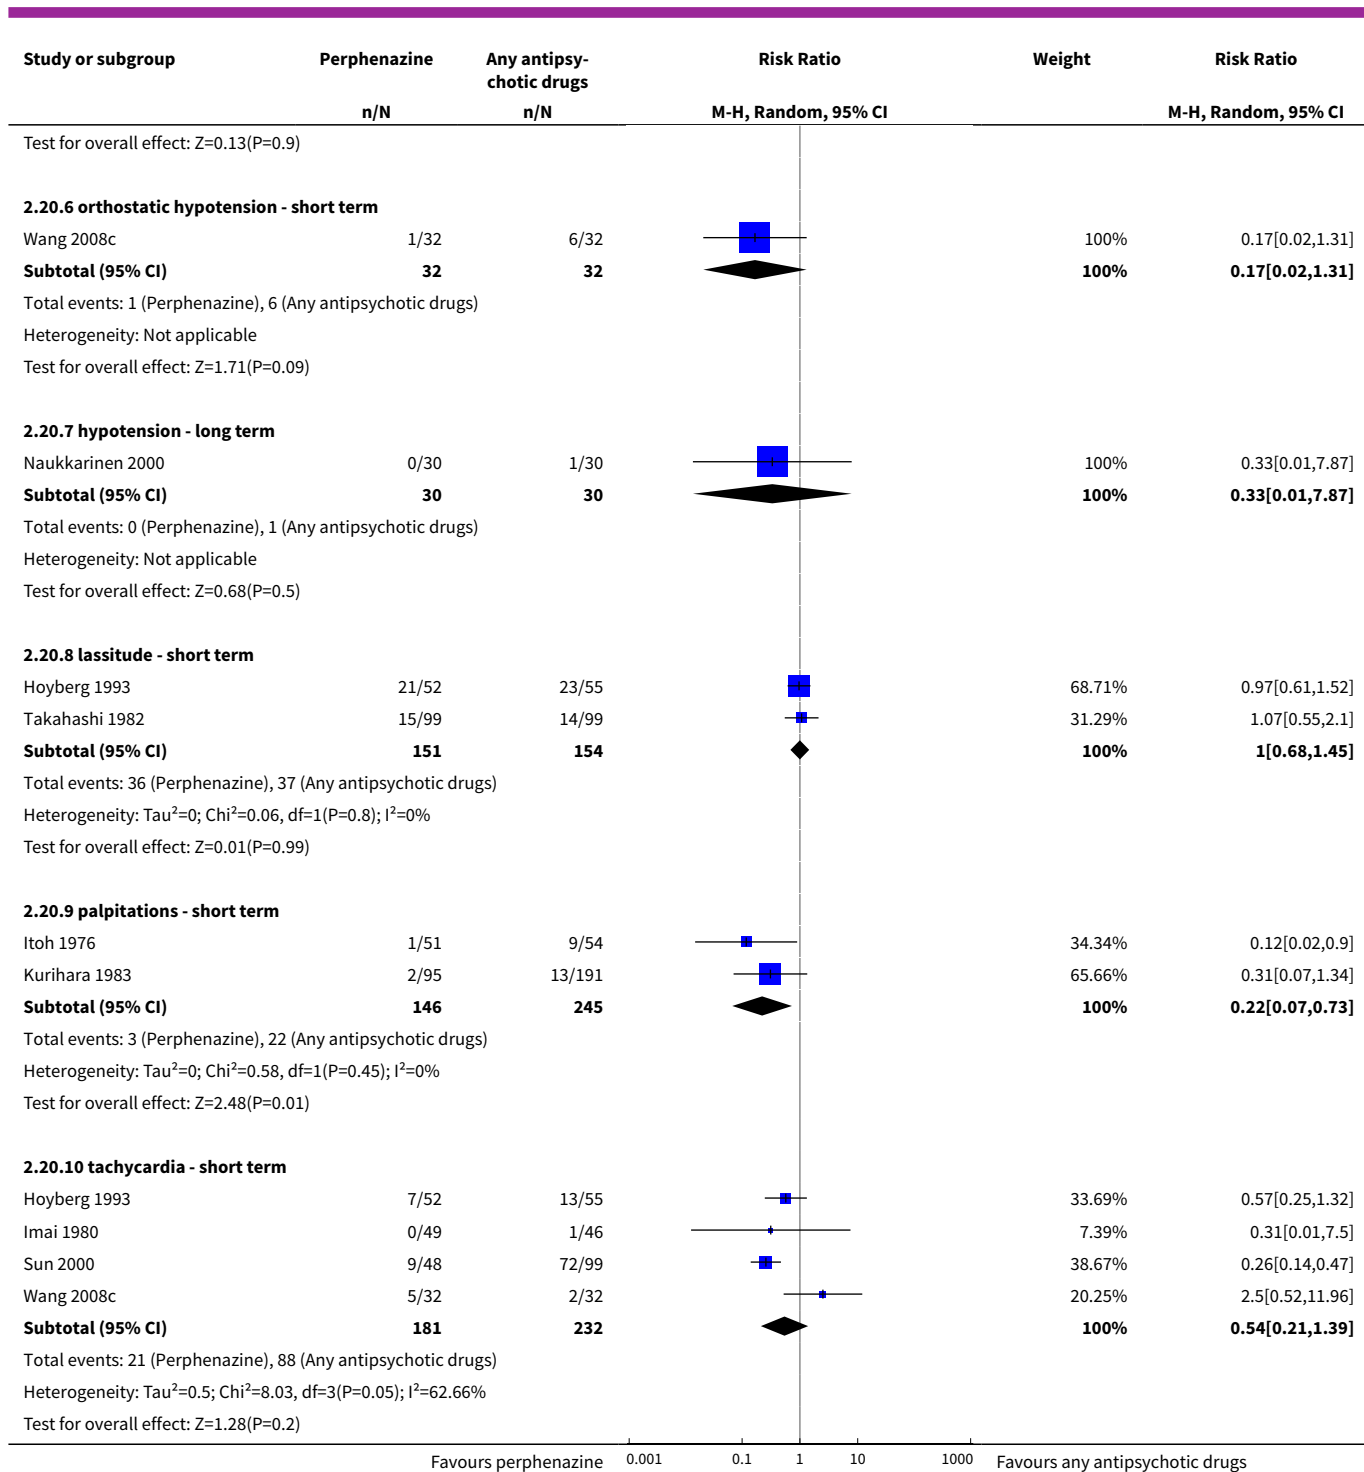 Study or subgroup Perphenazine Any antipsy- Risk Ratio Weight Risk Ratio
chotic drugs
n/N n/N M-H, Random, 95% CI M-H, Random, 95% CI
Test for overall effect: Z=0.13(P=0.9)
2.20.6 orthostatic hypotension - short term
Wang 2008c 1/32 6/32 100% 0.17[0.02,1.31]
Subtotal (95% CI) 32 32 100% 0.17[0.02,1.31]
Total events: 1 (Perphenazine), 6 (Any antipsychotic drugs)
Heterogeneity: Not applicable
Test for overall effect: Z=1.71(P=0.09)
2.20.7 hypotension - long term
Naukkarinen 2000 0/30 1/30 100% 0.33[0.01,7.87]
Subtotal (95% CI) 30 30 100% 0.33[0.01,7.87]
Total events: 0 (Perphenazine), 1 (Any antipsychotic drugs)
Heterogeneity: Not applicable
Test for overall effect: Z=0.68(P=0.5)
2.20.8 lassitude - short term
Hoyberg 1993 21/52 23/55 68.71% 0.97[0.61,1.52]
Takahashi 1982 15/99 14/99 31.29% 1.07[0.55,2.1]
Subtotal (95% CI) 151 154 100% 1[0.68,1.45]
Total events: 36 (Perphenazine), 37 (Any antipsychotic drugs)
Heterogeneity: Tau²=0; Chi²=0.06, df=1(P=0.8); I²=0%
Test for overall effect: Z=0.01(P=0.99)
2.20.9 palpitations - short term
Itoh 1976 1/51 9/54 34.34% 0.12[0.02,0.9]
Kurihara 1983 2/95 13/191 65.66% 0.31[0.07,1.34]
Subtotal (95% CI) 146 245 100% 0.22[0.07,0.73]
Total events: 3 (Perphenazine), 22 (Any antipsychotic drugs)
Heterogeneity: Tau²=0; Chi²=0.58, df=1(P=0.45); I²=0%
Test for overall effect: Z=2.48(P=0.01)
2.20.10 tachycardia - short term
Hoyberg 1993 7/52 13/55 33.69% 0.57[0.25,1.32]
Imai 1980 0/49 1/46 7.39% 0.31[0.01,7.5]
Sun 2000 9/48 72/99 38.67% 0.26[0.14,0.47]
Wang 2008c 5/32 2/32 20.25% 2.5[0.52,11.96]
Subtotal (95% CI) 181 232 100% 0.54[0.21,1.39]
Total events: 21 (Perphenazine), 88 (Any antipsychotic drugs)
Heterogeneity: Tau²=0.5; Chi²=8.03, df=3(P=0.05); I²=62.66%
Test for overall effect: Z=1.28(P=0.2)
Favours perphenazine 0.001 0.1 1 10 1000 Favours any antipsychotic drugs